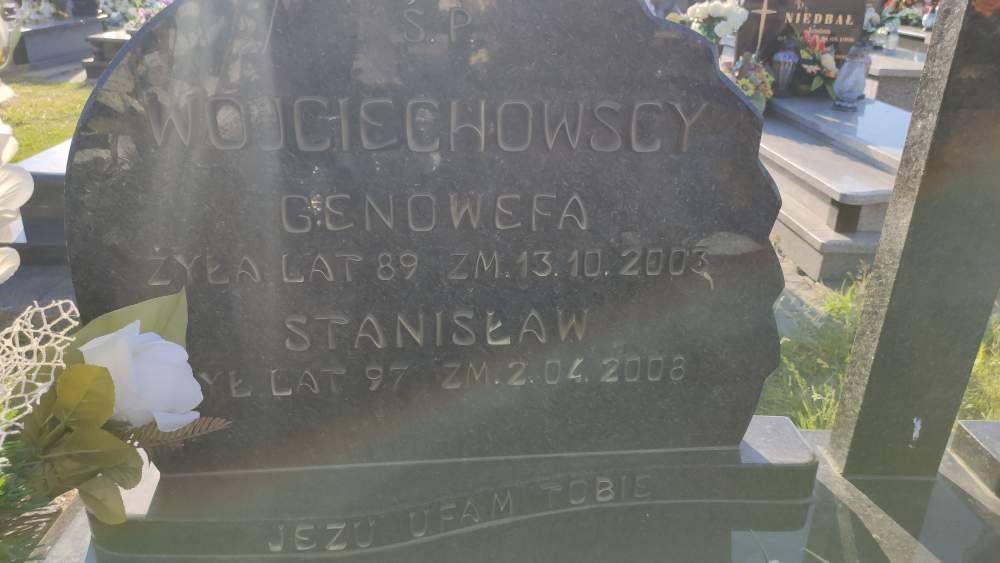 Ś.P.
WOJCIECHOWSCY
GENOWEFA
ŻYŁA LAT 89 ZM.13.10.2003
STANISŁAW
ŻYŁ LAT 97 ZM.2.04.2008
JEZU UFAM TOBIE
NIEDBAŁ